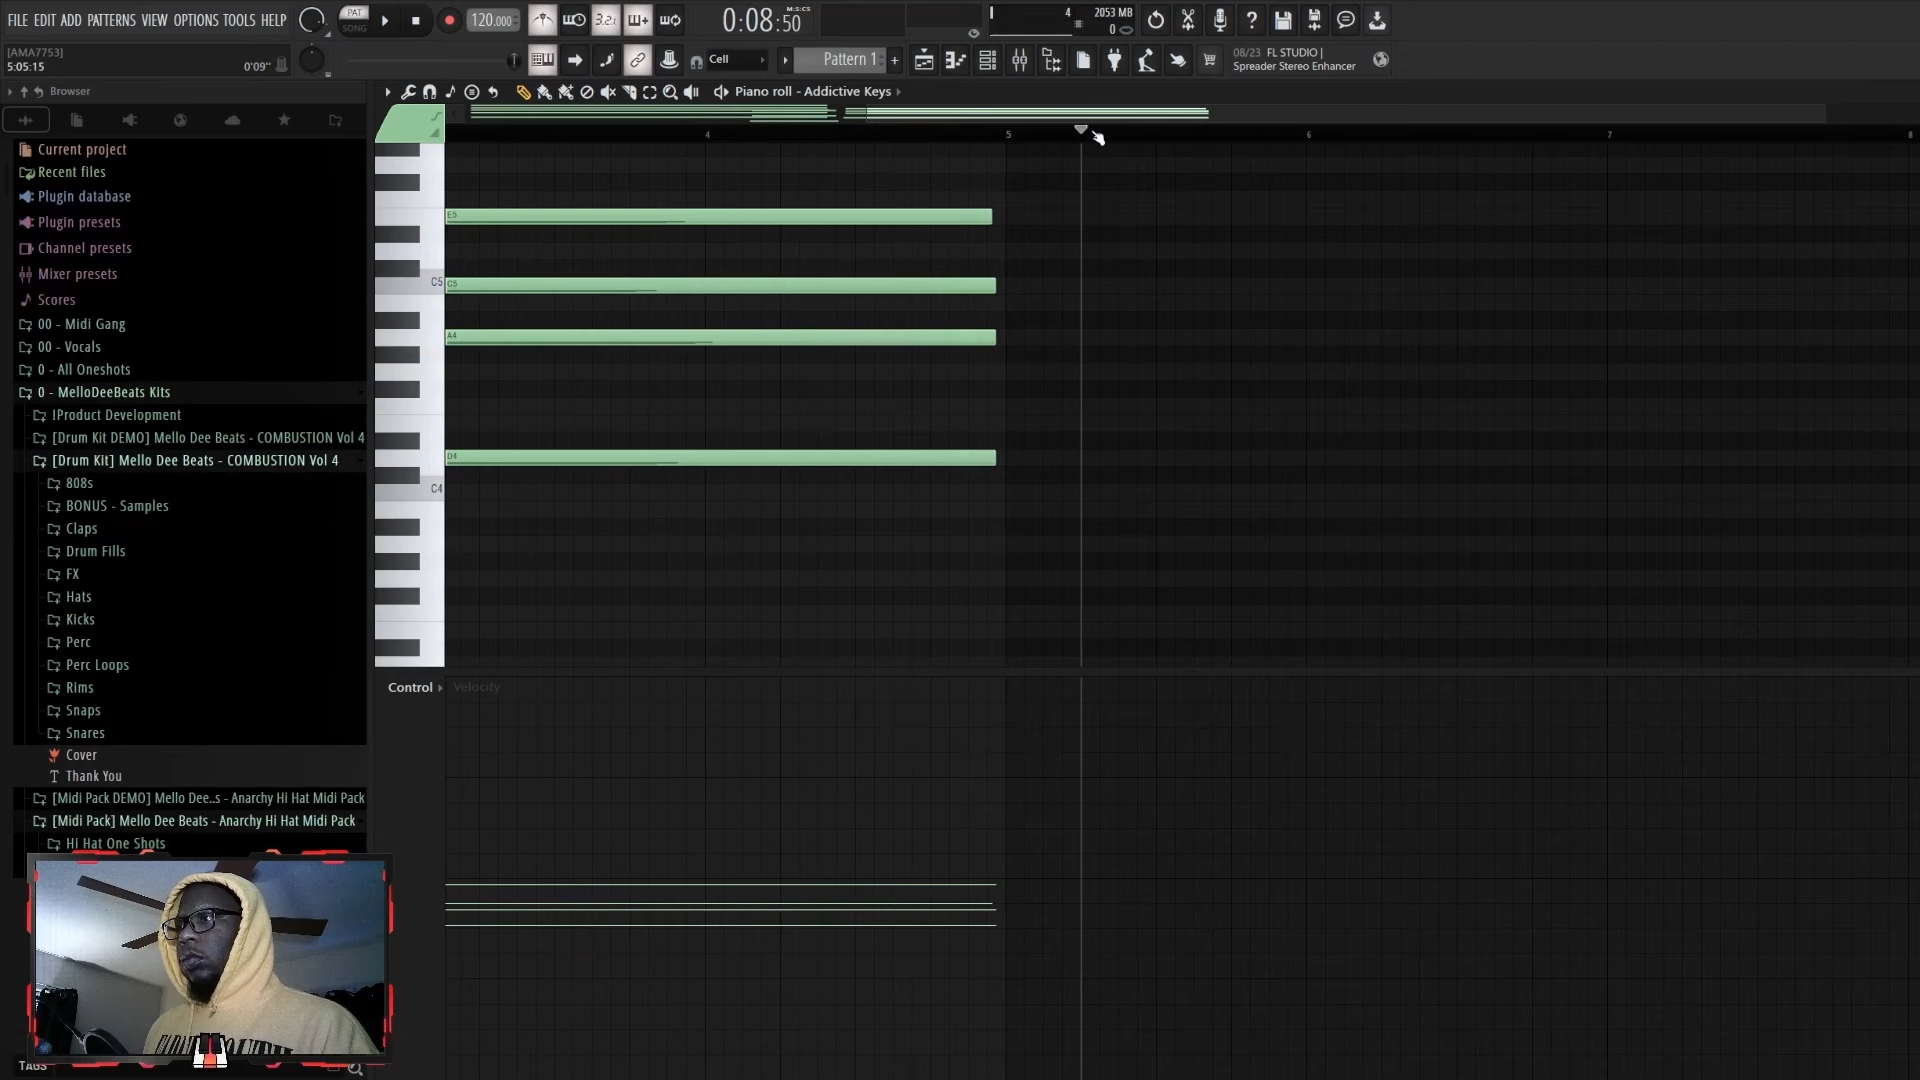 FILE EDIT ADD PATTERNS VIEW OPTIONS TOOLS HELP
PAT
SONG
120.000
3.2.
0:08:50
M:S:CS
4
2053 MB
0
[AMA7753]
5:05:15
0'09"
Cell
Pattern 1
+
08/23 FL STUDIO |
Spreader Stereo Enhancer
Browser
Piano roll - Addictive Keys
4
5
6
7
8
Current project
Recent files
Plugin database
Plugin presets
Channel presets
Mixer presets
Scores
00 - Midi Gang
00 - Vocals
0 - All Oneshots
0 - MelloDeeBeats Kits
!Product Development
[Drum Kit DEMO] Mello Dee Beats - COMBUSTION Vol 4
[Drum Kit] Mello Dee Beats - COMBUSTION Vol 4
808s
BONUS - Samples
Claps
Drum Fills
FX
Hats
Kicks
Perc
Perc Loops
Rims
Snaps
Snares
Cover
Thank You
[Midi Pack DEMO] Mello Dee..s - Anarchy Hi Hat Midi Pack
[Midi Pack] Mello Dee Beats - Anarchy Hi Hat Midi Pack
Hi Hat One Shots
TAGS
E5
C5
C5
A4
D4
C4
Control
Velocity